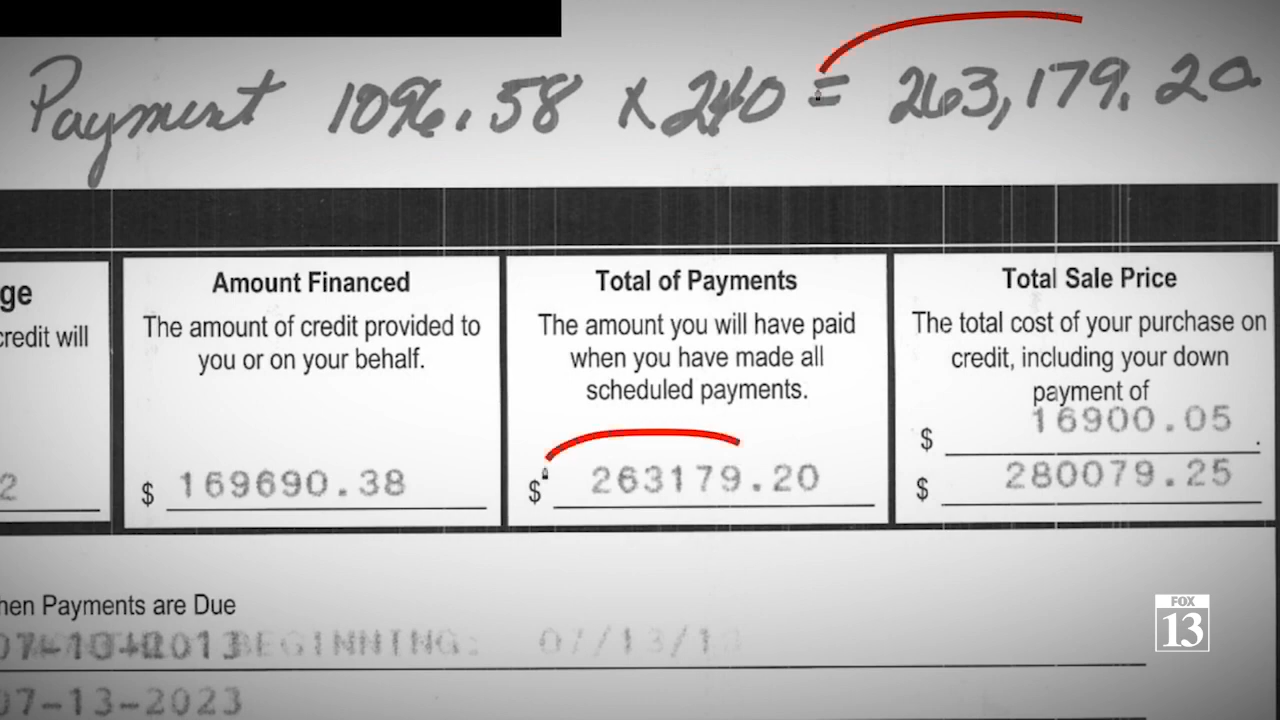 Payment 1096.58 x 240 = 263,179.20
ge
credit will
2
Amount Financed
The amount of credit provided to
you or on your behalf.
$ 169690.38
Total of Payments
The amount you will have paid
when you have made all
scheduled payments.
$ 263179.20
Total Sale Price
The total cost of your purchase on
credit, including your down
payment of
$ 16900.05.
$ 280079.25
hen Payments are Due
BEGINNING:
07-13-2023
FOX
13